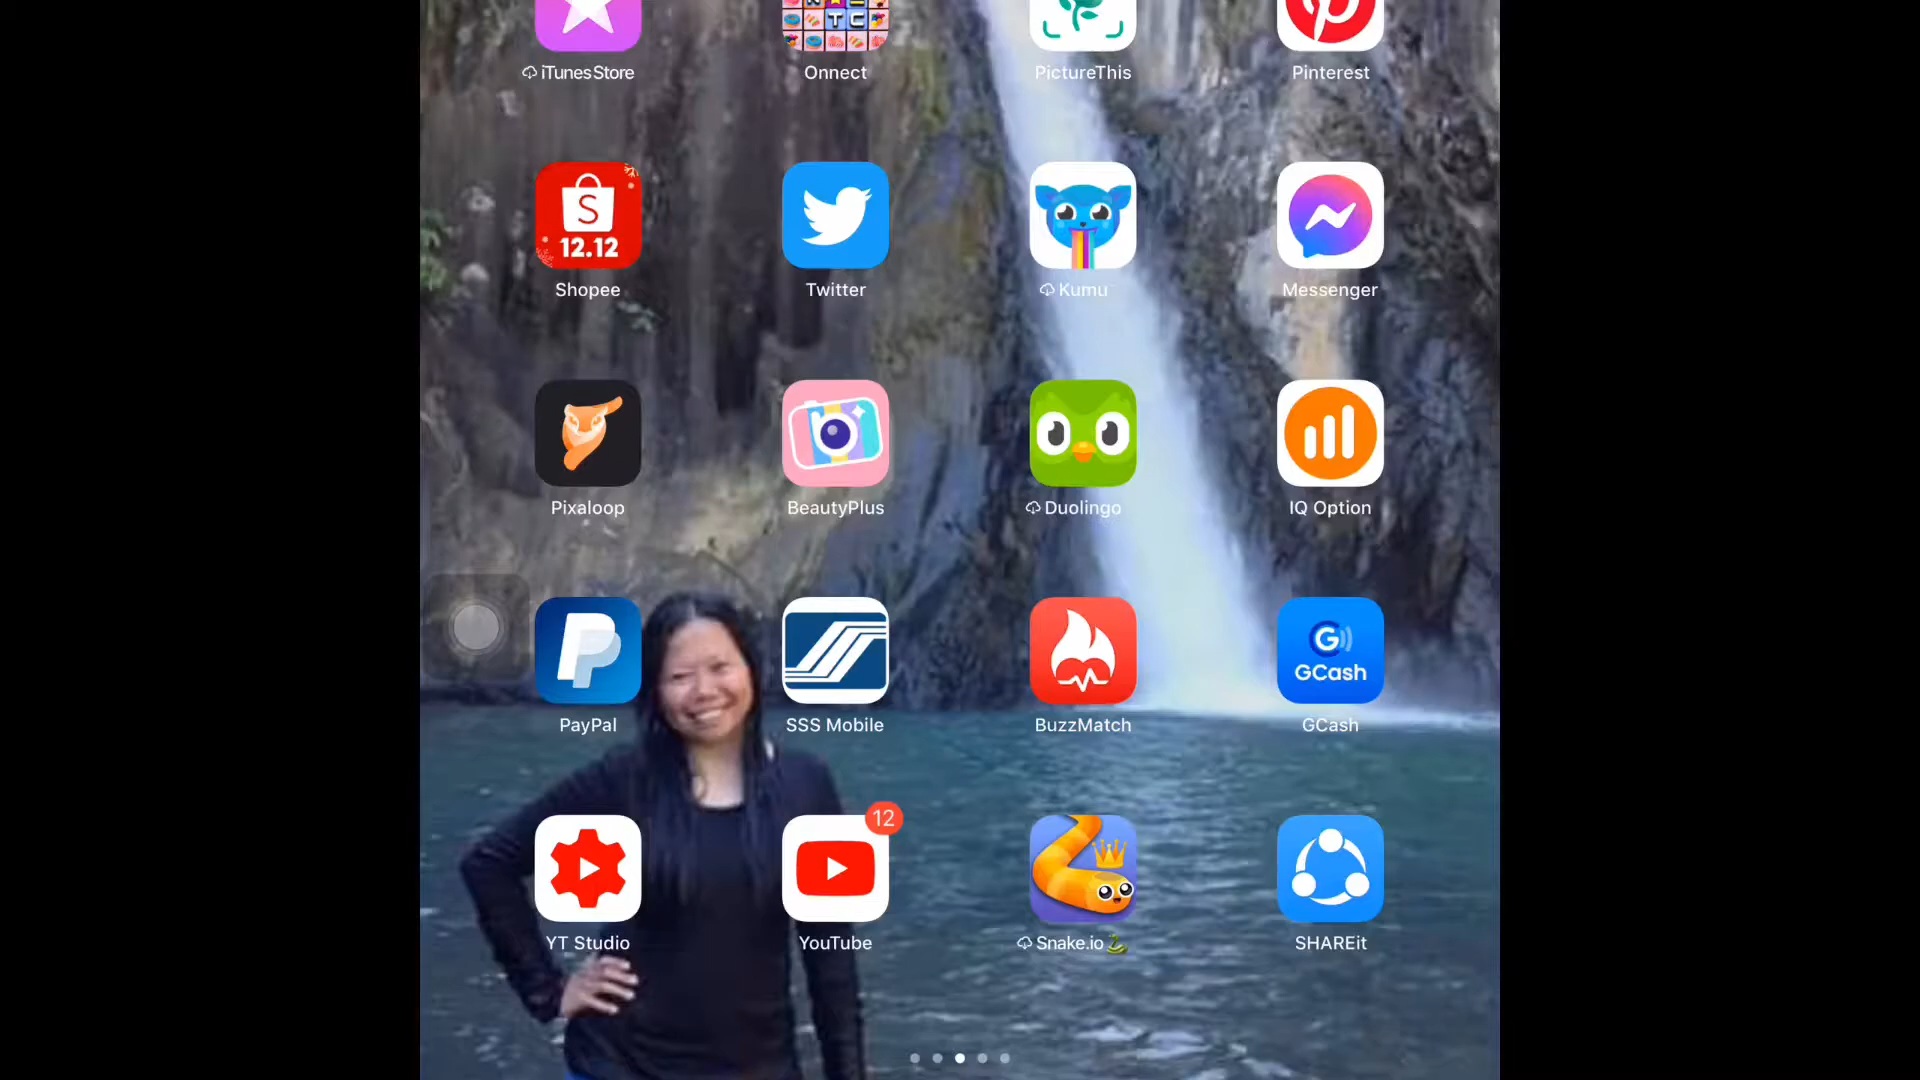 iTunes Store
T C
Onnect
PictureThis
Pinterest
S
12.12
Shopee
Twitter
Kumu
Messenger
Pixaloop
BeautyPlus
Duolingo
IQ Option
G
GCash
PayPal
SSS Mobile
BuzzMatch
GCash
12
YT Studio
YouTube
Snake.io
SHAREit